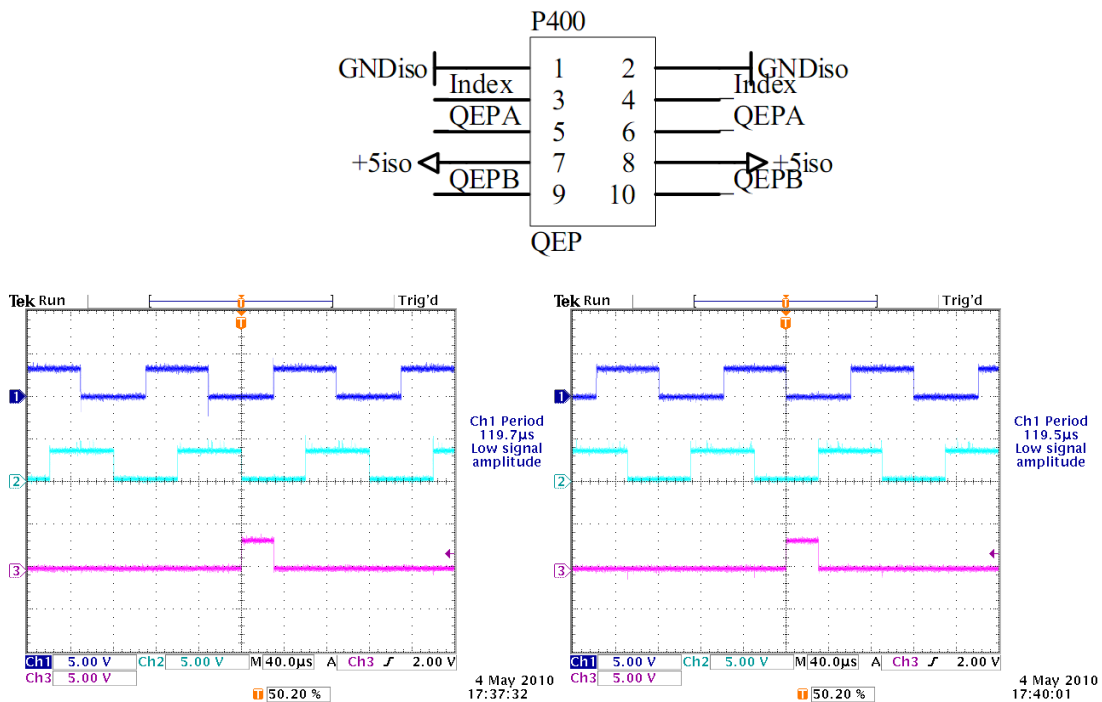 P400
GNDiso 1 2 GNDiso
Index Index
3 4
QEPA QEPA
5 6
+5iso 7 8 +5iso
QEPB QEPB
9 10
QEP
Tek Run Trig'd
T
T
1
2
3
Ch1 Period
119.7µs
Low signal
amplitude
Ch1 5.00 V Ch2 5.00 V M 40.0µs A Ch3 2.00 V
Ch3 5.00 V
T 50.20 %
4 May 2010
17:37:32
Tek Run Trig'd
T
T
1
2
3
Ch1 Period
119.5µs
Low signal
amplitude
Ch1 5.00 V Ch2 5.00 V M 40.0µs A Ch3 2.00 V
Ch3 5.00 V
T 50.20 %
4 May 2010
17:40:01